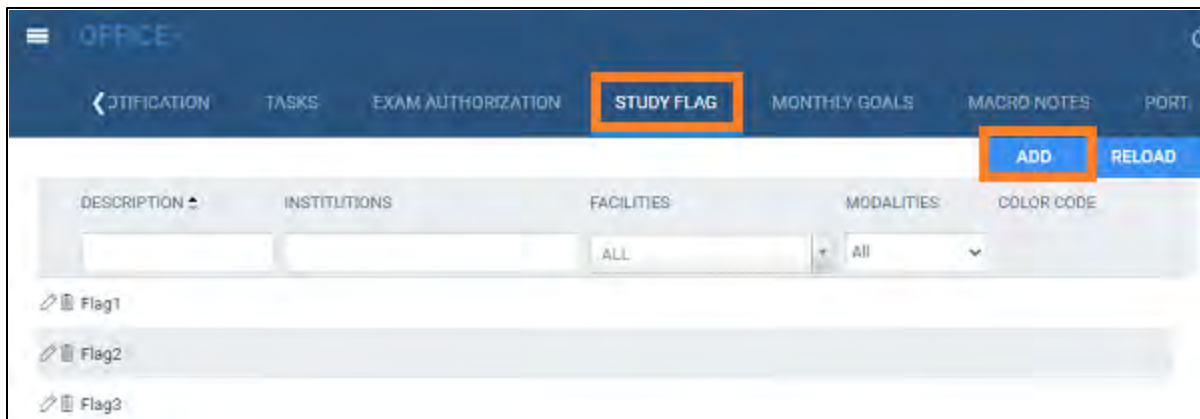 OFFICE
OTIFICATION TASKS EXAM AUTHORIZATION STUDY FLAG MONTHLY GOALS MACRO NOTES PORT
ADD RELOAD
DESCRIPTION INSTITUTIONS FACILITIES MODALITIES COLOR CODE
ALL All
Flag1
Flag2
Flag3